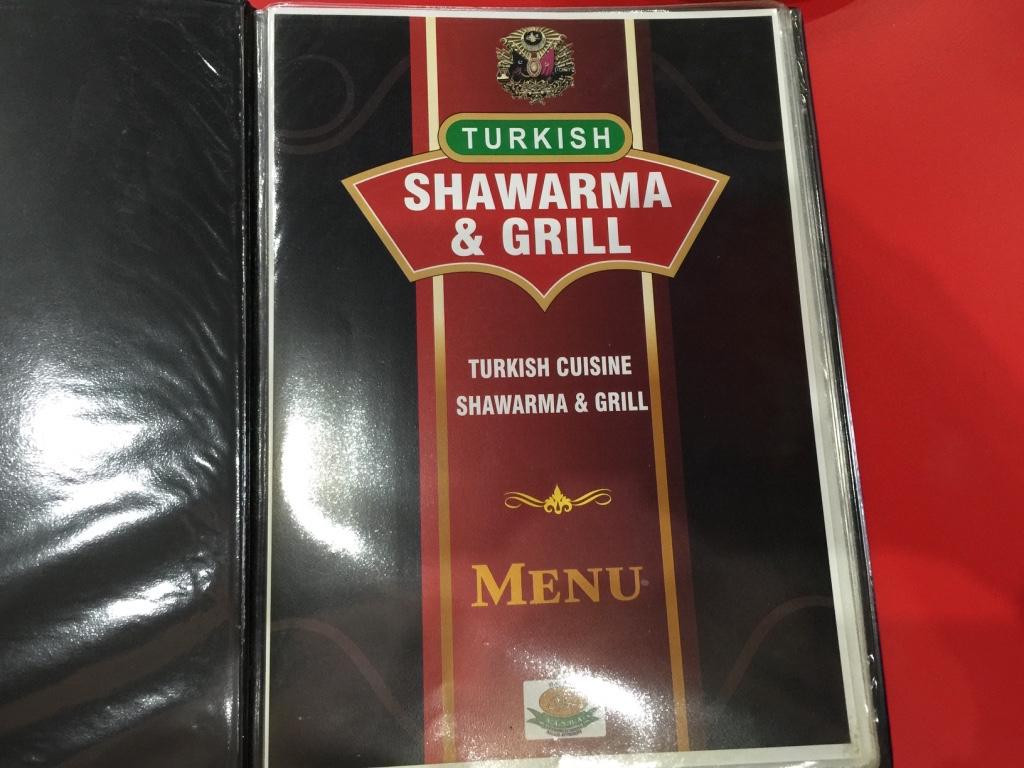 TURKISH
SHAWARMA
& GRILL
TURKISH CUISINE
SHAWARMA & GRILL
MENU